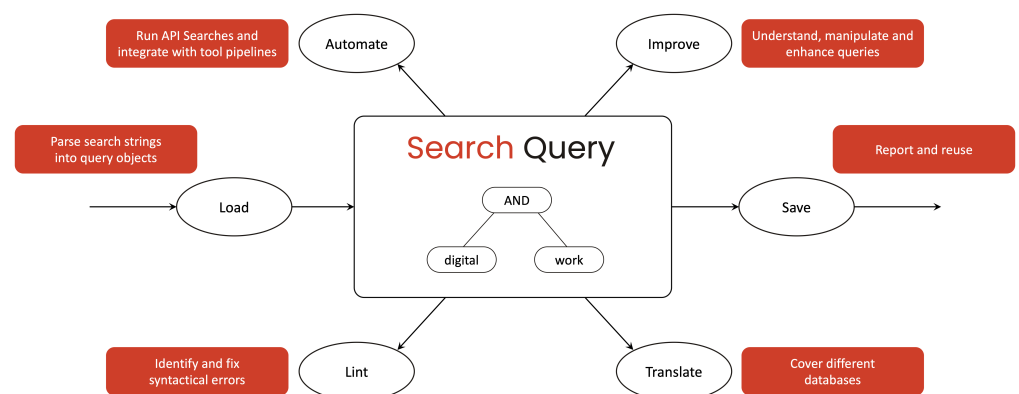 Run API Searches and
integrate with tool pipelines
Automate
Improve
Understand, manipulate and
enhance queries
Parse search strings
into query objects
Load
Search Query
AND
digital
work
Report and reuse
Save
Identify and fix
syntactical errors
Lint
Translate
Cover different
databases